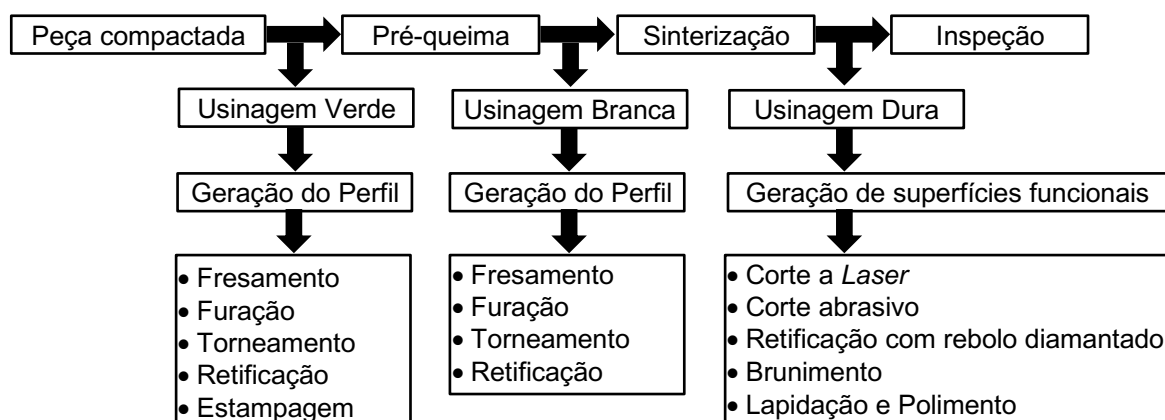 Peça compactada
Pré-queima
Sinterização
Inspeção
Usinagem Verde
Usinagem Branca
Usinagem Dura
Geração do Perfil
Geração do Perfil
Geração de superfícies funcionais
• Fresamento
• Furação
• Torneamento
• Retificação
• Estampagem
• Fresamento
• Furação
• Torneamento
• Retificação
• Corte a Laser
• Corte abrasivo
• Retificação com rebolo diamantado
• Brunimento
• Lapidação e Polimento